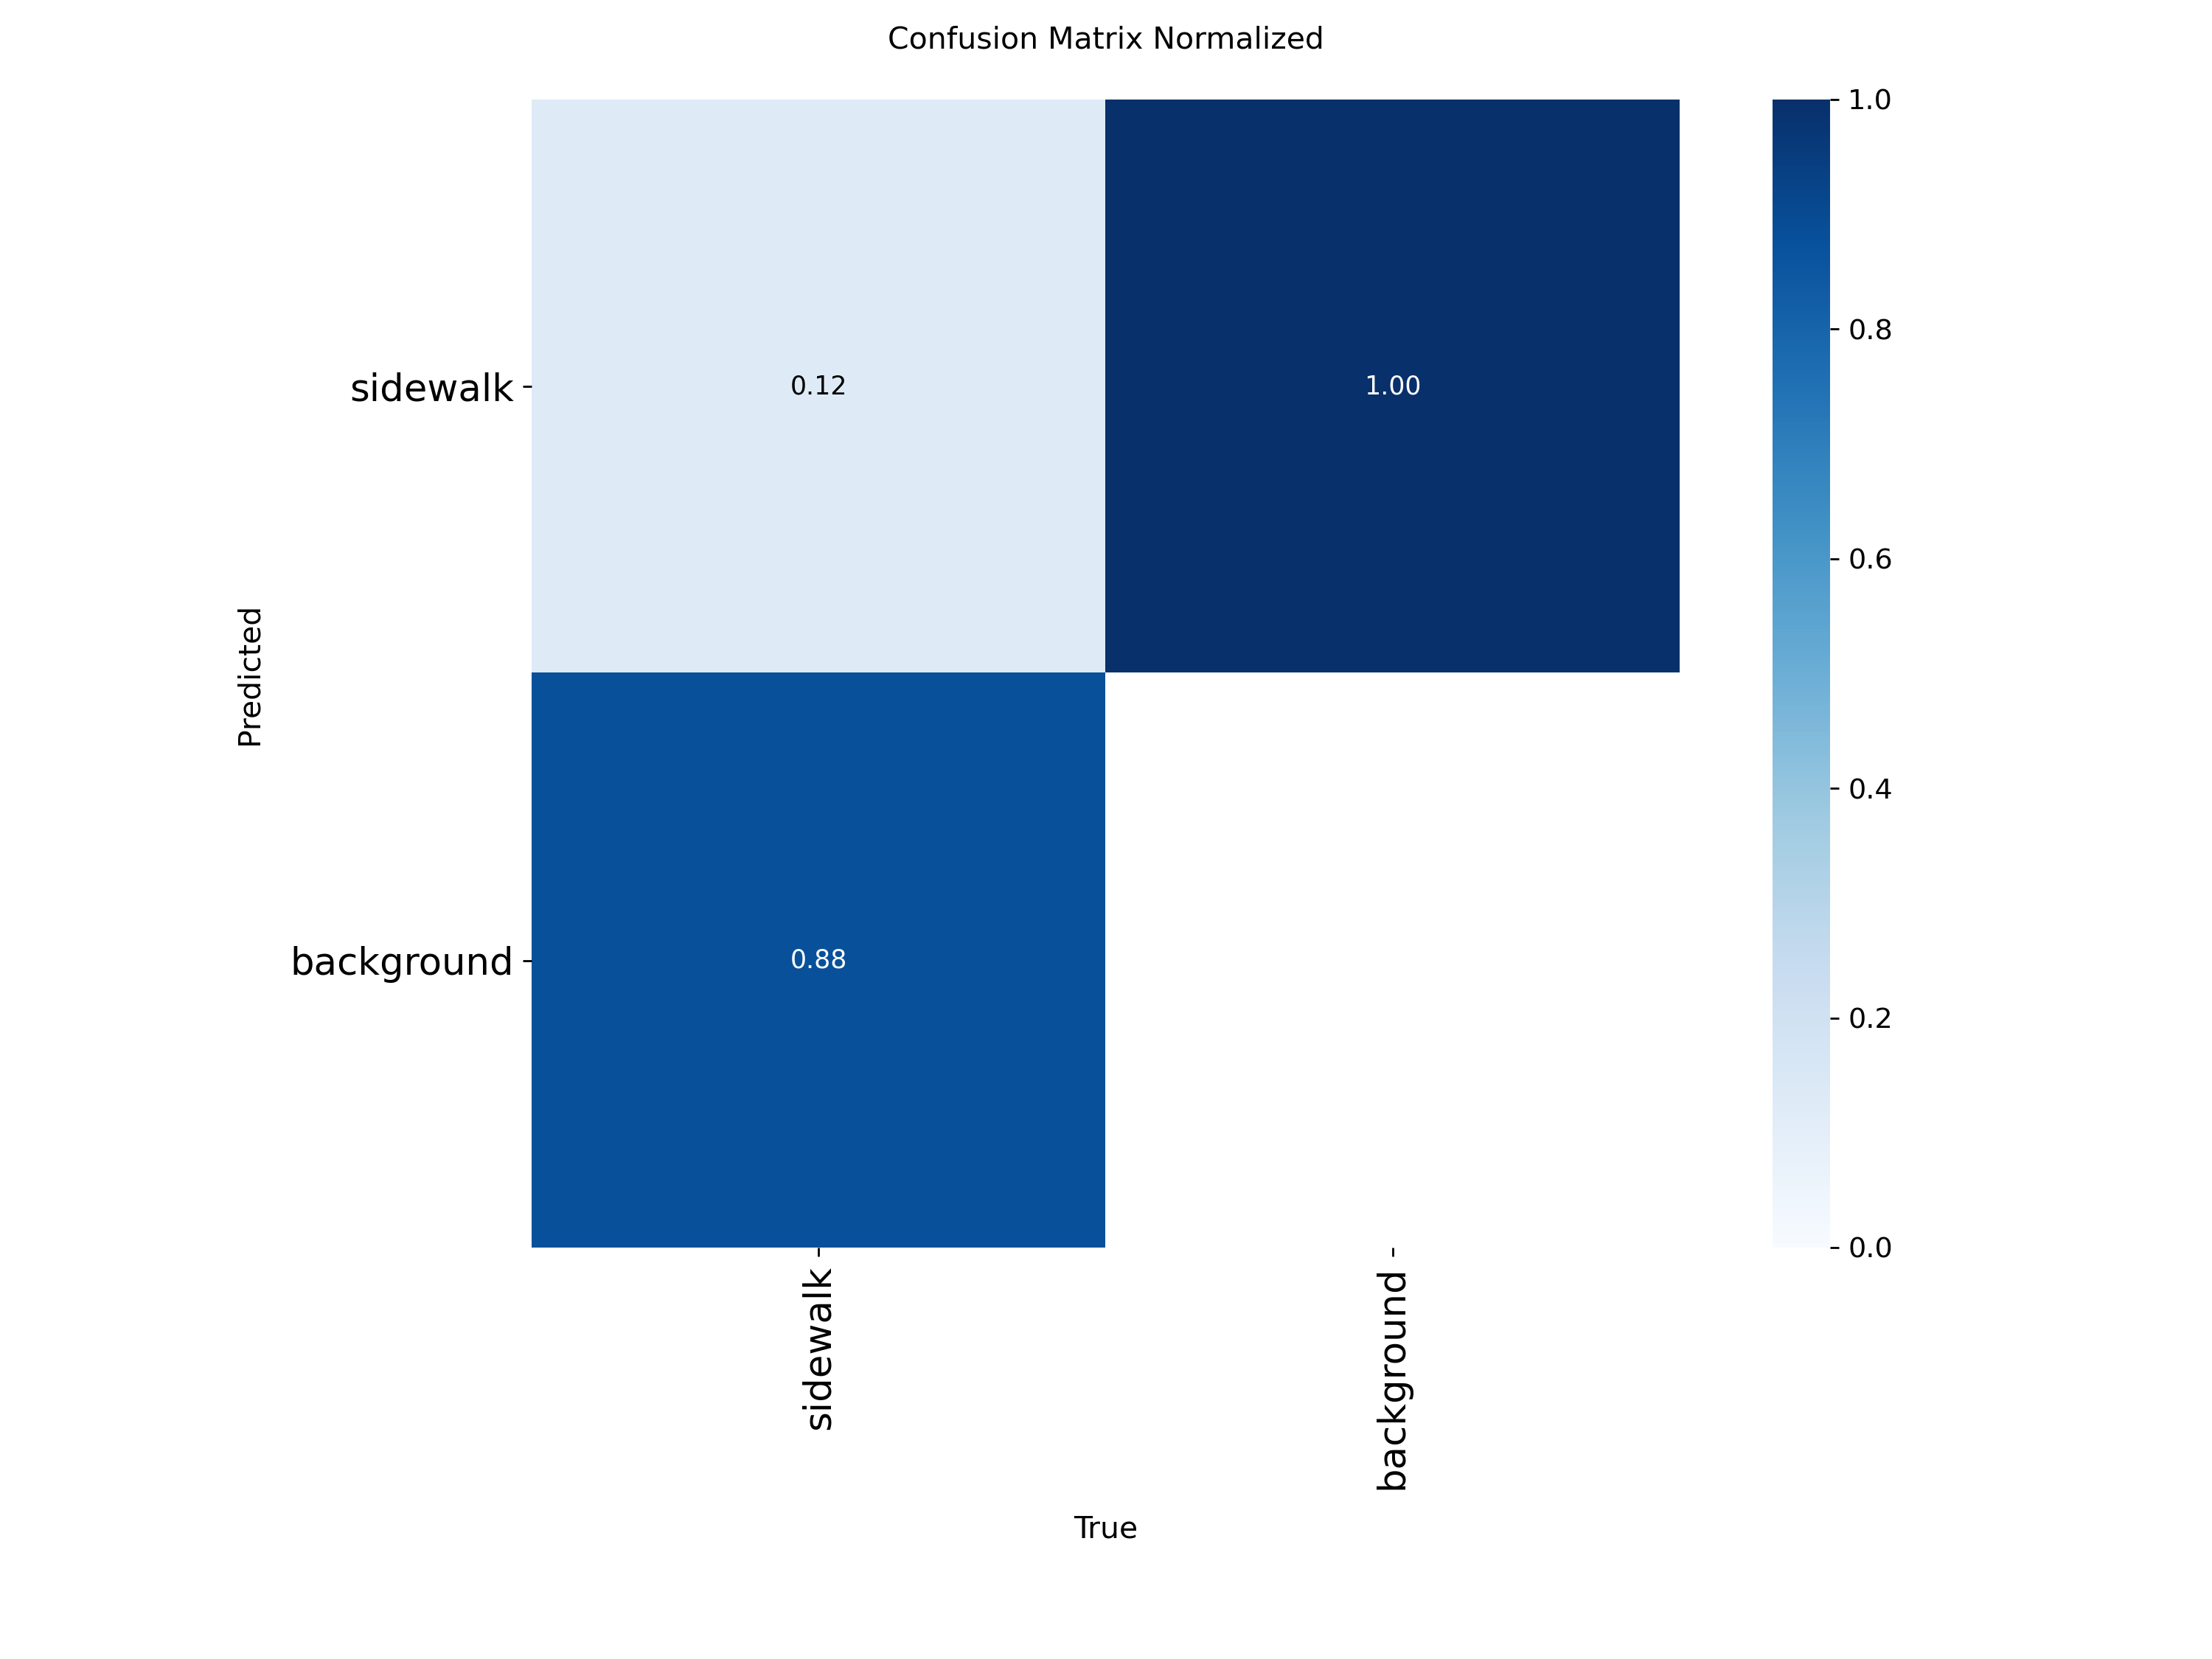 Confusion Matrix Normalized
sidewalk
background
Predicted
0.12
1.00
0.88
sidewalk
background
True
1.0
0.8
0.6
0.4
0.2
0.0